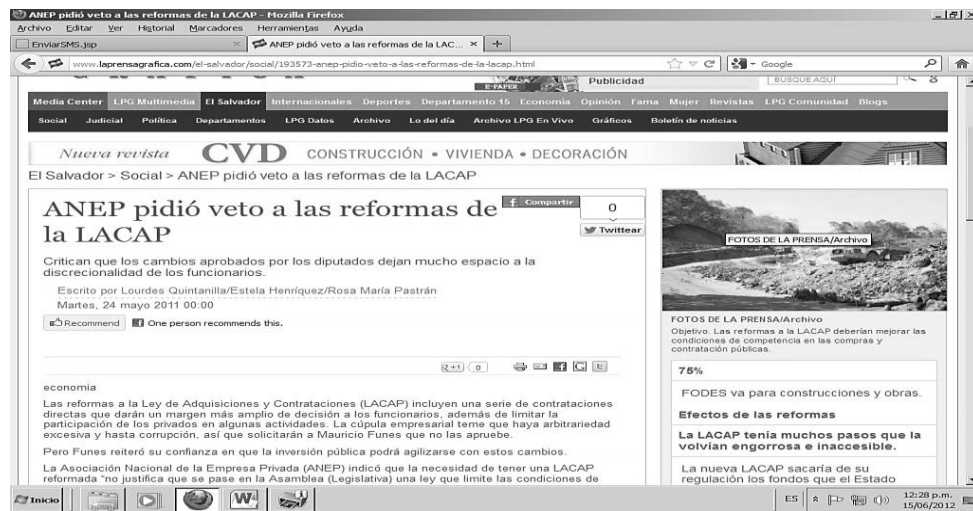 ANEP pidió veto a las reformas de la LACAP - Mozilla Firefox
Archivo Editar Ver Historial Marcadores Herramientas Ayuda
EnviarSMS.jsp
ANEP pidió veto a las reformas de la LAC...
www.laprensagrafica.com/el-salvador/social/193573-anep-pidio-veto-a-las-reformas-de-la-lacap.html
Google
E-PAPER
Publicidad
BUSQUE AQUÍ
Media Center LPG Multimedia El Salvador Internacionales Deportes Departamento 15 Economía Opinión Fama Mujer Revistas LPG Comunidad Blogs
Social Judicial Política Departamentos LPG Datos Archivo Lo del día Archivo LPG En Vivo Gráficos Boletín de noticias
Nueva revista CVD CONSTRUCCIÓN • VIVIENDA • DECORACIÓN
El Salvador > Social > ANEP pidió veto a las reformas de la LACAP
ANEP pidió veto a las reformas de
la LACAP
Compartir
0
Twittear
Critican que los cambios aprobados por los diputados dejan mucho espacio a la
discrecionalidad de los funcionarios.
Escrito por Lourdes Quintanilla/Estela Henríquez/Rosa María Pastrán
Martes, 24 mayo 2011 00:00
Recommend One person recommends this.
+1 0
economia
Las reformas a la Ley de Adquisiciones y Contrataciones (LACAP) incluyen una serie de contrataciones
directas que darán un margen más amplio de decisión a los funcionarios, además de limitar la
participación de los privados en algunas actividades. La cúpula empresarial teme que haya arbitrariedad
excesiva y hasta corrupción, así que solicitarán a Mauricio Funes que no las apruebe.
Pero Funes reiteró su confianza en que la inversión pública podrá agilizarse con estos cambios.
La Asociación Nacional de la Empresa Privada (ANEP) indicó que la necesidad de tener una LACAP
reformada "no justifica que se pase en la Asamblea (Legislativa) una ley que limite las condiciones de
FOTOS DE LA PRENSA/Archivo
FOTOS DE LA PRENSA/Archivo
Objetivo. Las reformas a la LACAP deberían mejorar las
condiciones de competencia en las compras y
contratación públicas.
75%
FODES va para construcciones y obras.
Efectos de las reformas
La LACAP tenía muchos pasos que la
volvían engorrosa e inaccesible.
La nueva LACAP sacaría de su
regulación los fondos que el Estado
Inicio
ES
12:28 p.m.
15/06/2012